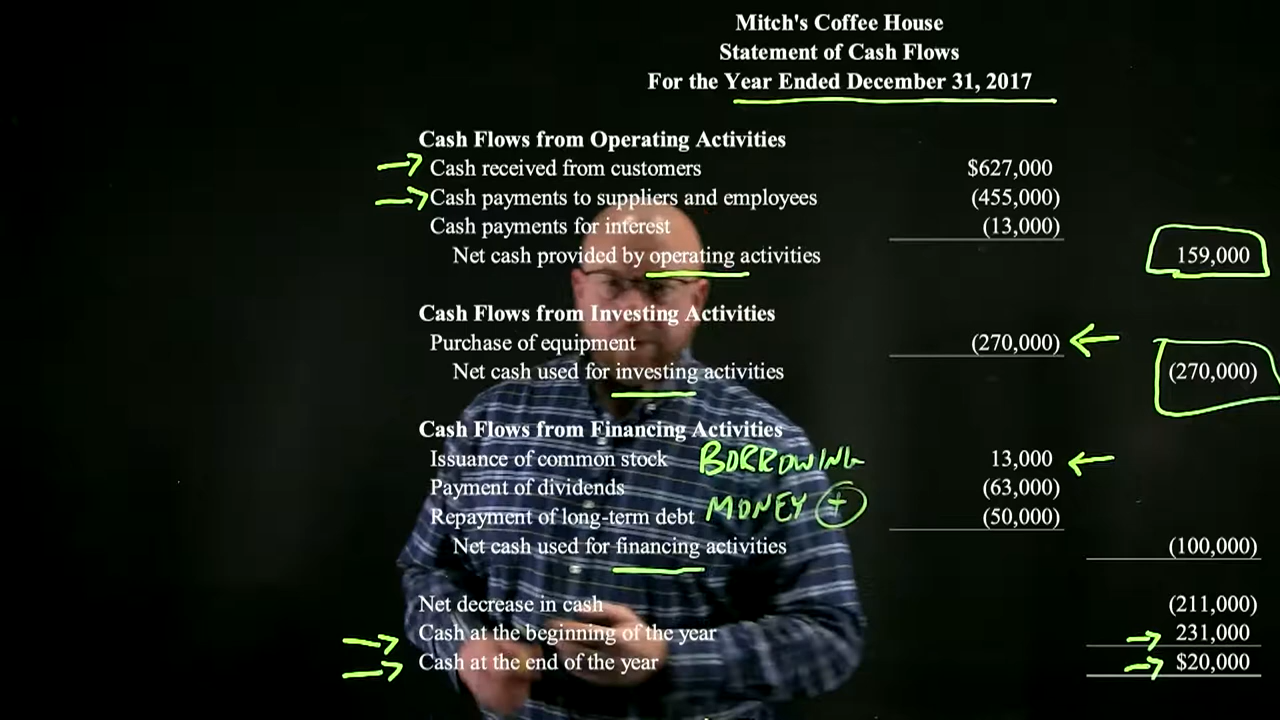 Mitch's Coffee House
Statement of Cash Flows
For the Year Ended December 31, 2017
Cash Flows from Operating Activities
Cash received from customers $627,000
Cash payments to suppliers and employees (455,000)
Cash payments for interest (13,000)
Net cash provided by operating activities 159,000
Cash Flows from Investing Activities
Purchase of equipment (270,000)
Net cash used for investing activities (270,000)
Cash Flows from Financing Activities
Issuance of common stock BORROWING 13,000
Payment of dividends MONEY + (63,000)
Repayment of long-term debt (50,000)
Net cash used for financing activities (100,000)
Net decrease in cash (211,000)
Cash at the beginning of the year 231,000
Cash at the end of the year $20,000